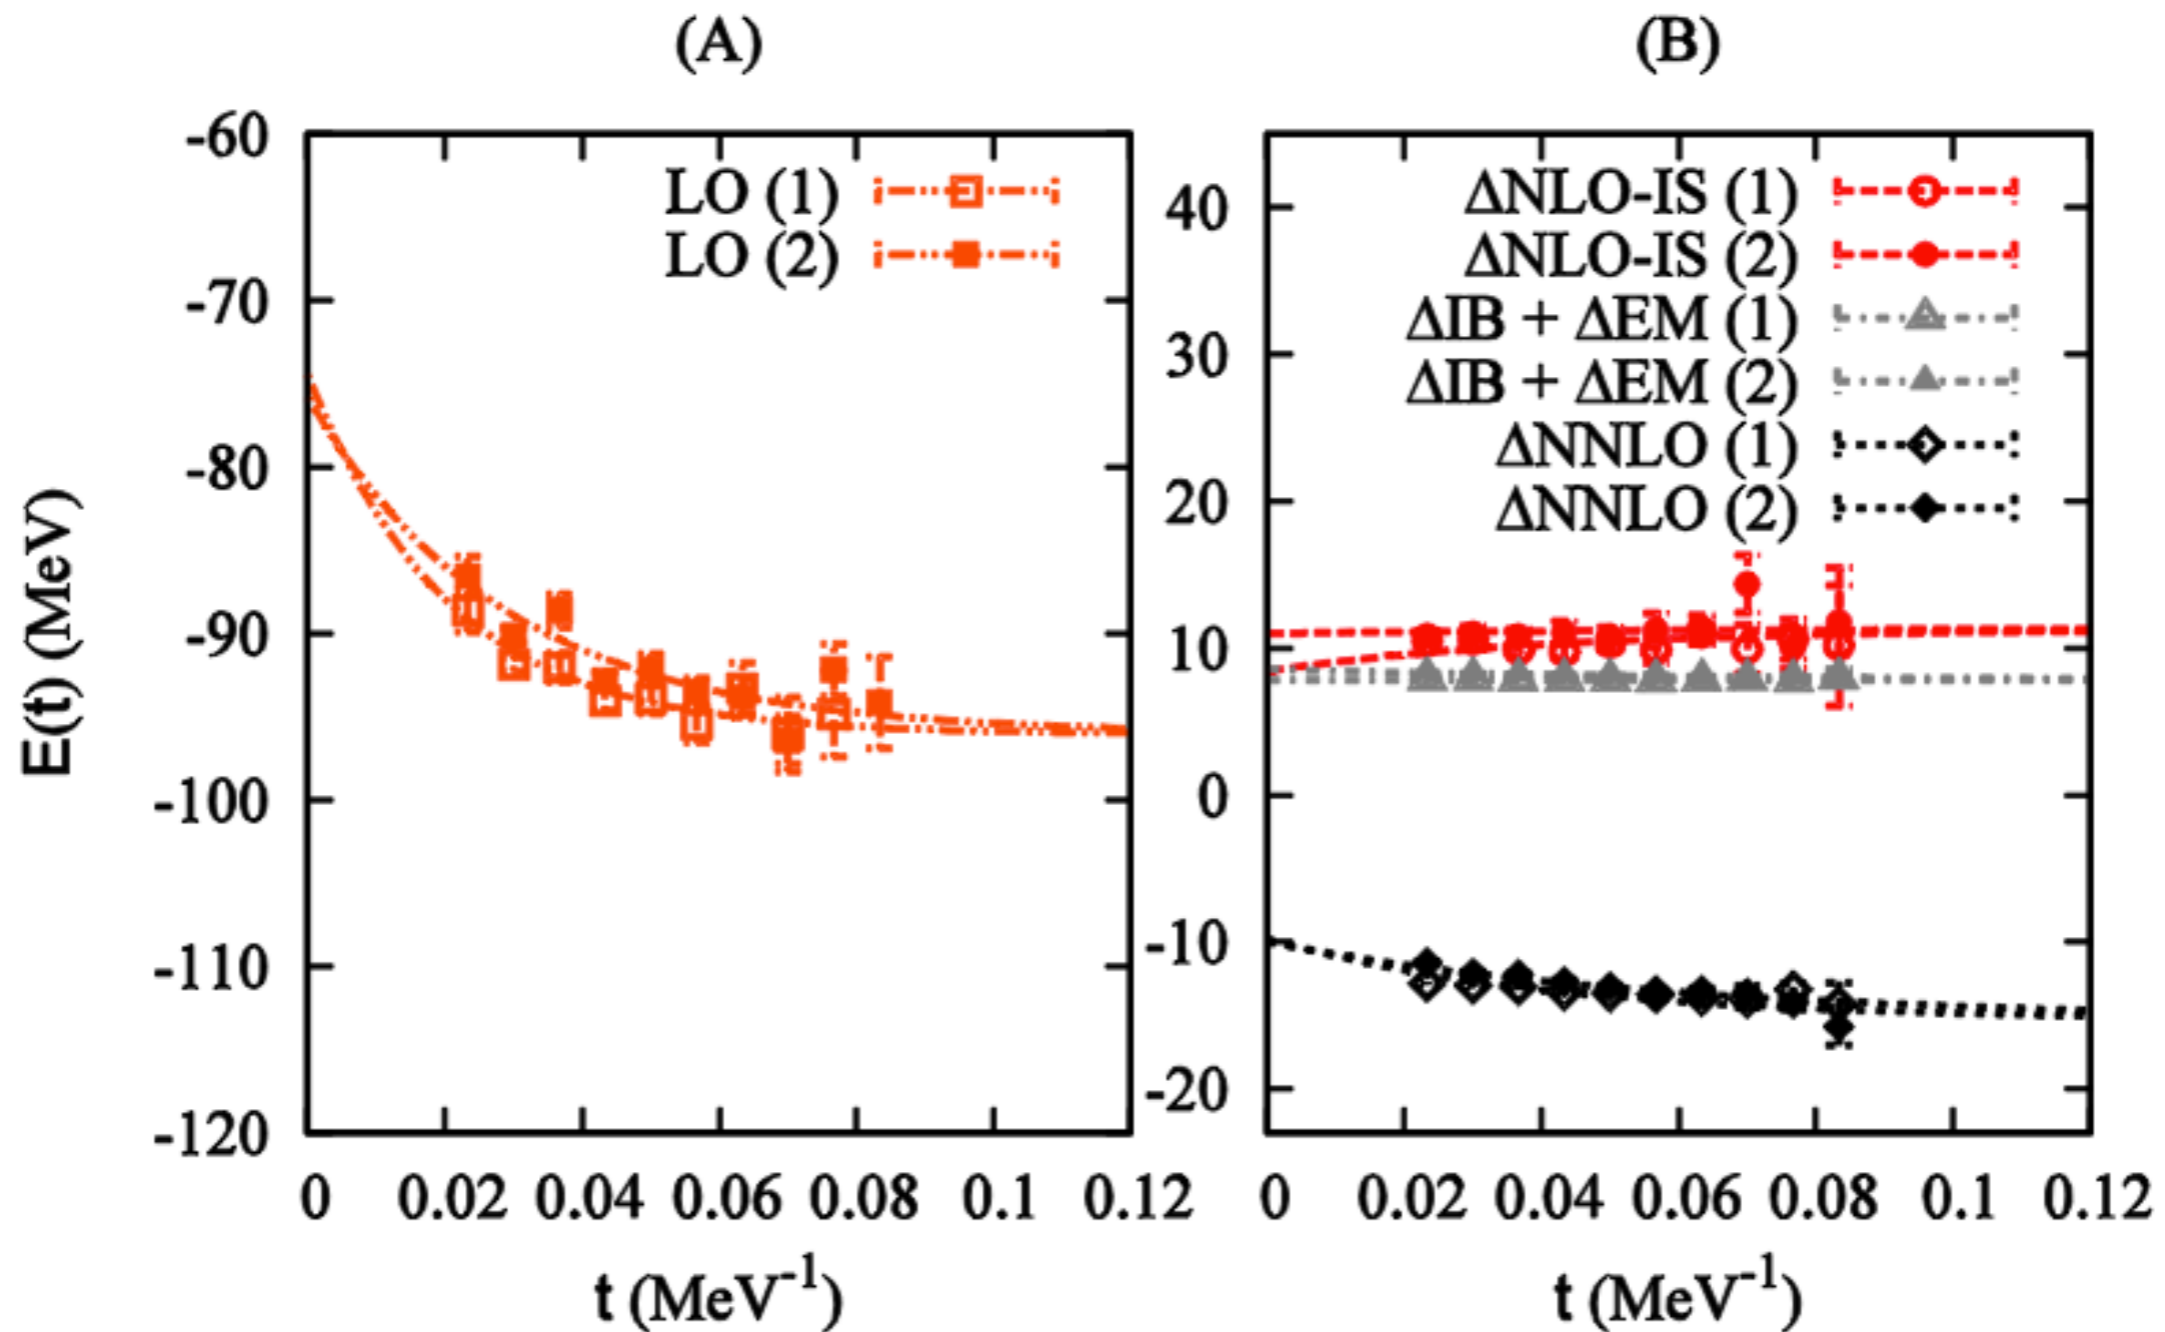 (A)
(B)
E(t) (MeV)
-60
-70
-80
-90
-100
-110
-120
LO (1)
LO (2)
0 0.02 0.04 0.06 0.08 0.1 0.12
t (MeV⁻¹)
40
30
20
10
0
-10
-20
ΔNLO-IS (1)
ΔNLO-IS (2)
ΔIB + ΔEM (1)
ΔIB + ΔEM (2)
ΔNNLO (1)
ΔNNLO (2)
0 0.02 0.04 0.06 0.08 0.1 0.12
t (MeV⁻¹)